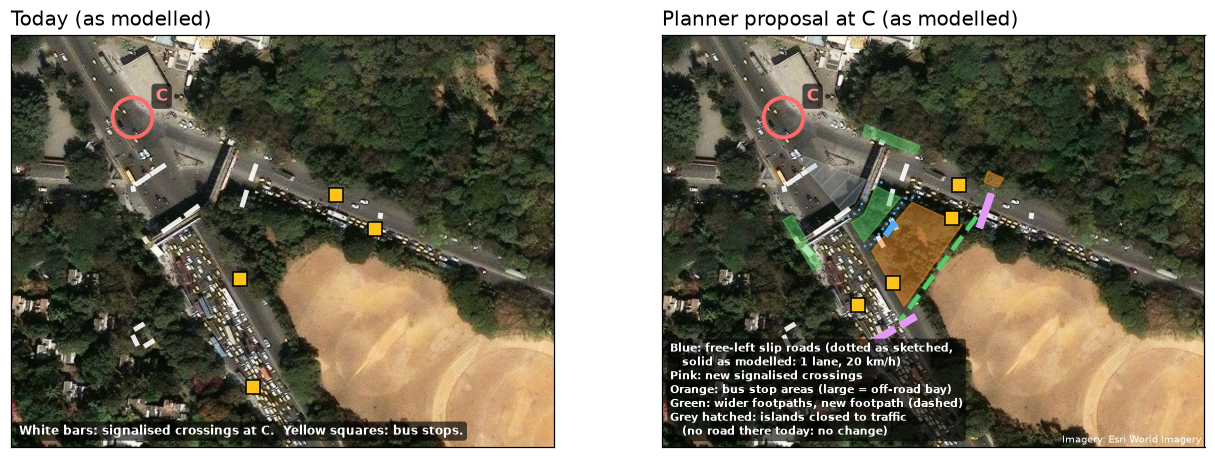 Today (as modelled)
Planner proposal at C (as modelled)
C
C
White bars: signalised crossings at C.  Yellow squares: bus stops.
Blue: free-left slip roads (dotted as sketched,
solid as modelled: 1 lane, 20 km/h)
Pink: new signalised crossings
Orange: bus stop areas (large = off-road bay)
Green: wider footpaths, new footpath (dashed)
Grey hatched: islands closed to traffic
(no road there today: no change)
Imagery: Esri World Imagery